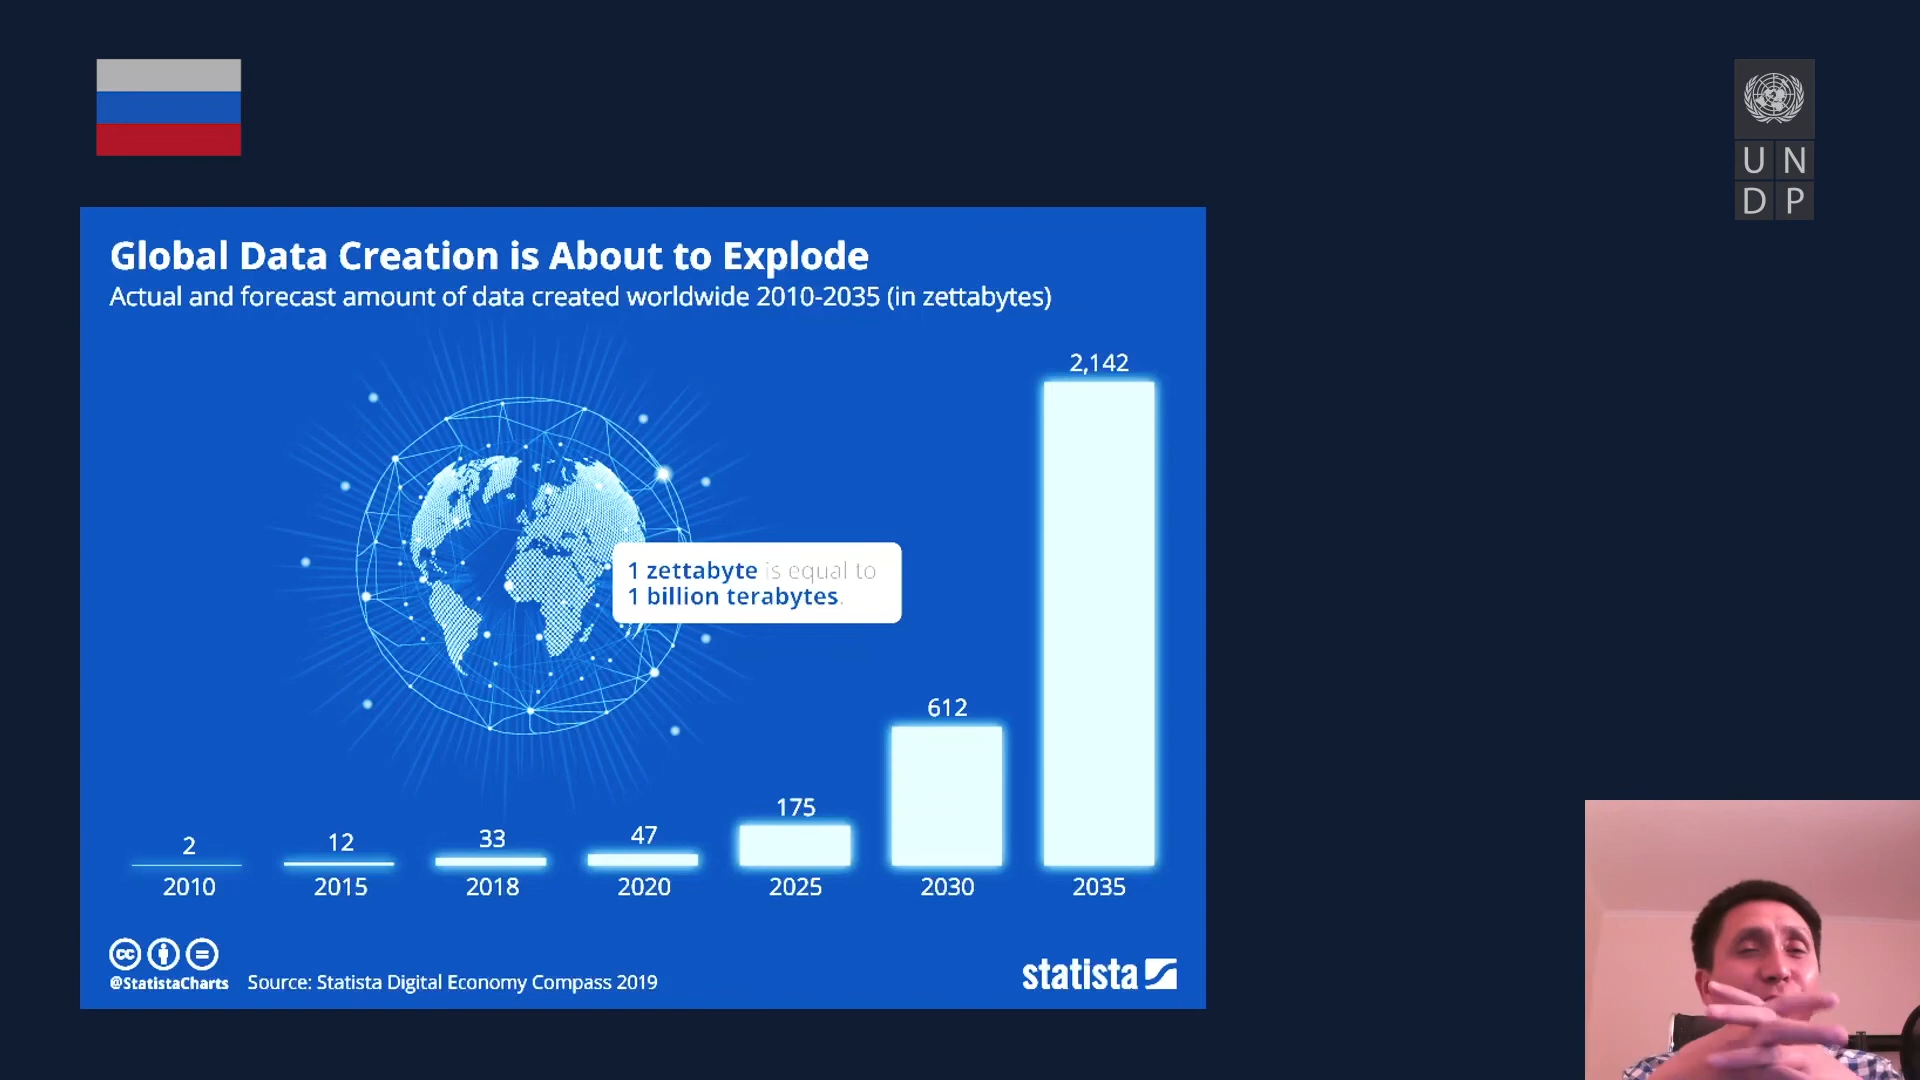 U N
D P
Global Data Creation is About to Explode
Actual and forecast amount of data created worldwide 2010-2035 (in zettabytes)
2,142
1 zettabyte is equal to
1 billion terabytes.
612
175
47
33
12
2
2010 2015 2018 2020 2025 2030 2035
cc
@StatistaCharts Source: Statista Digital Economy Compass 2019
statista